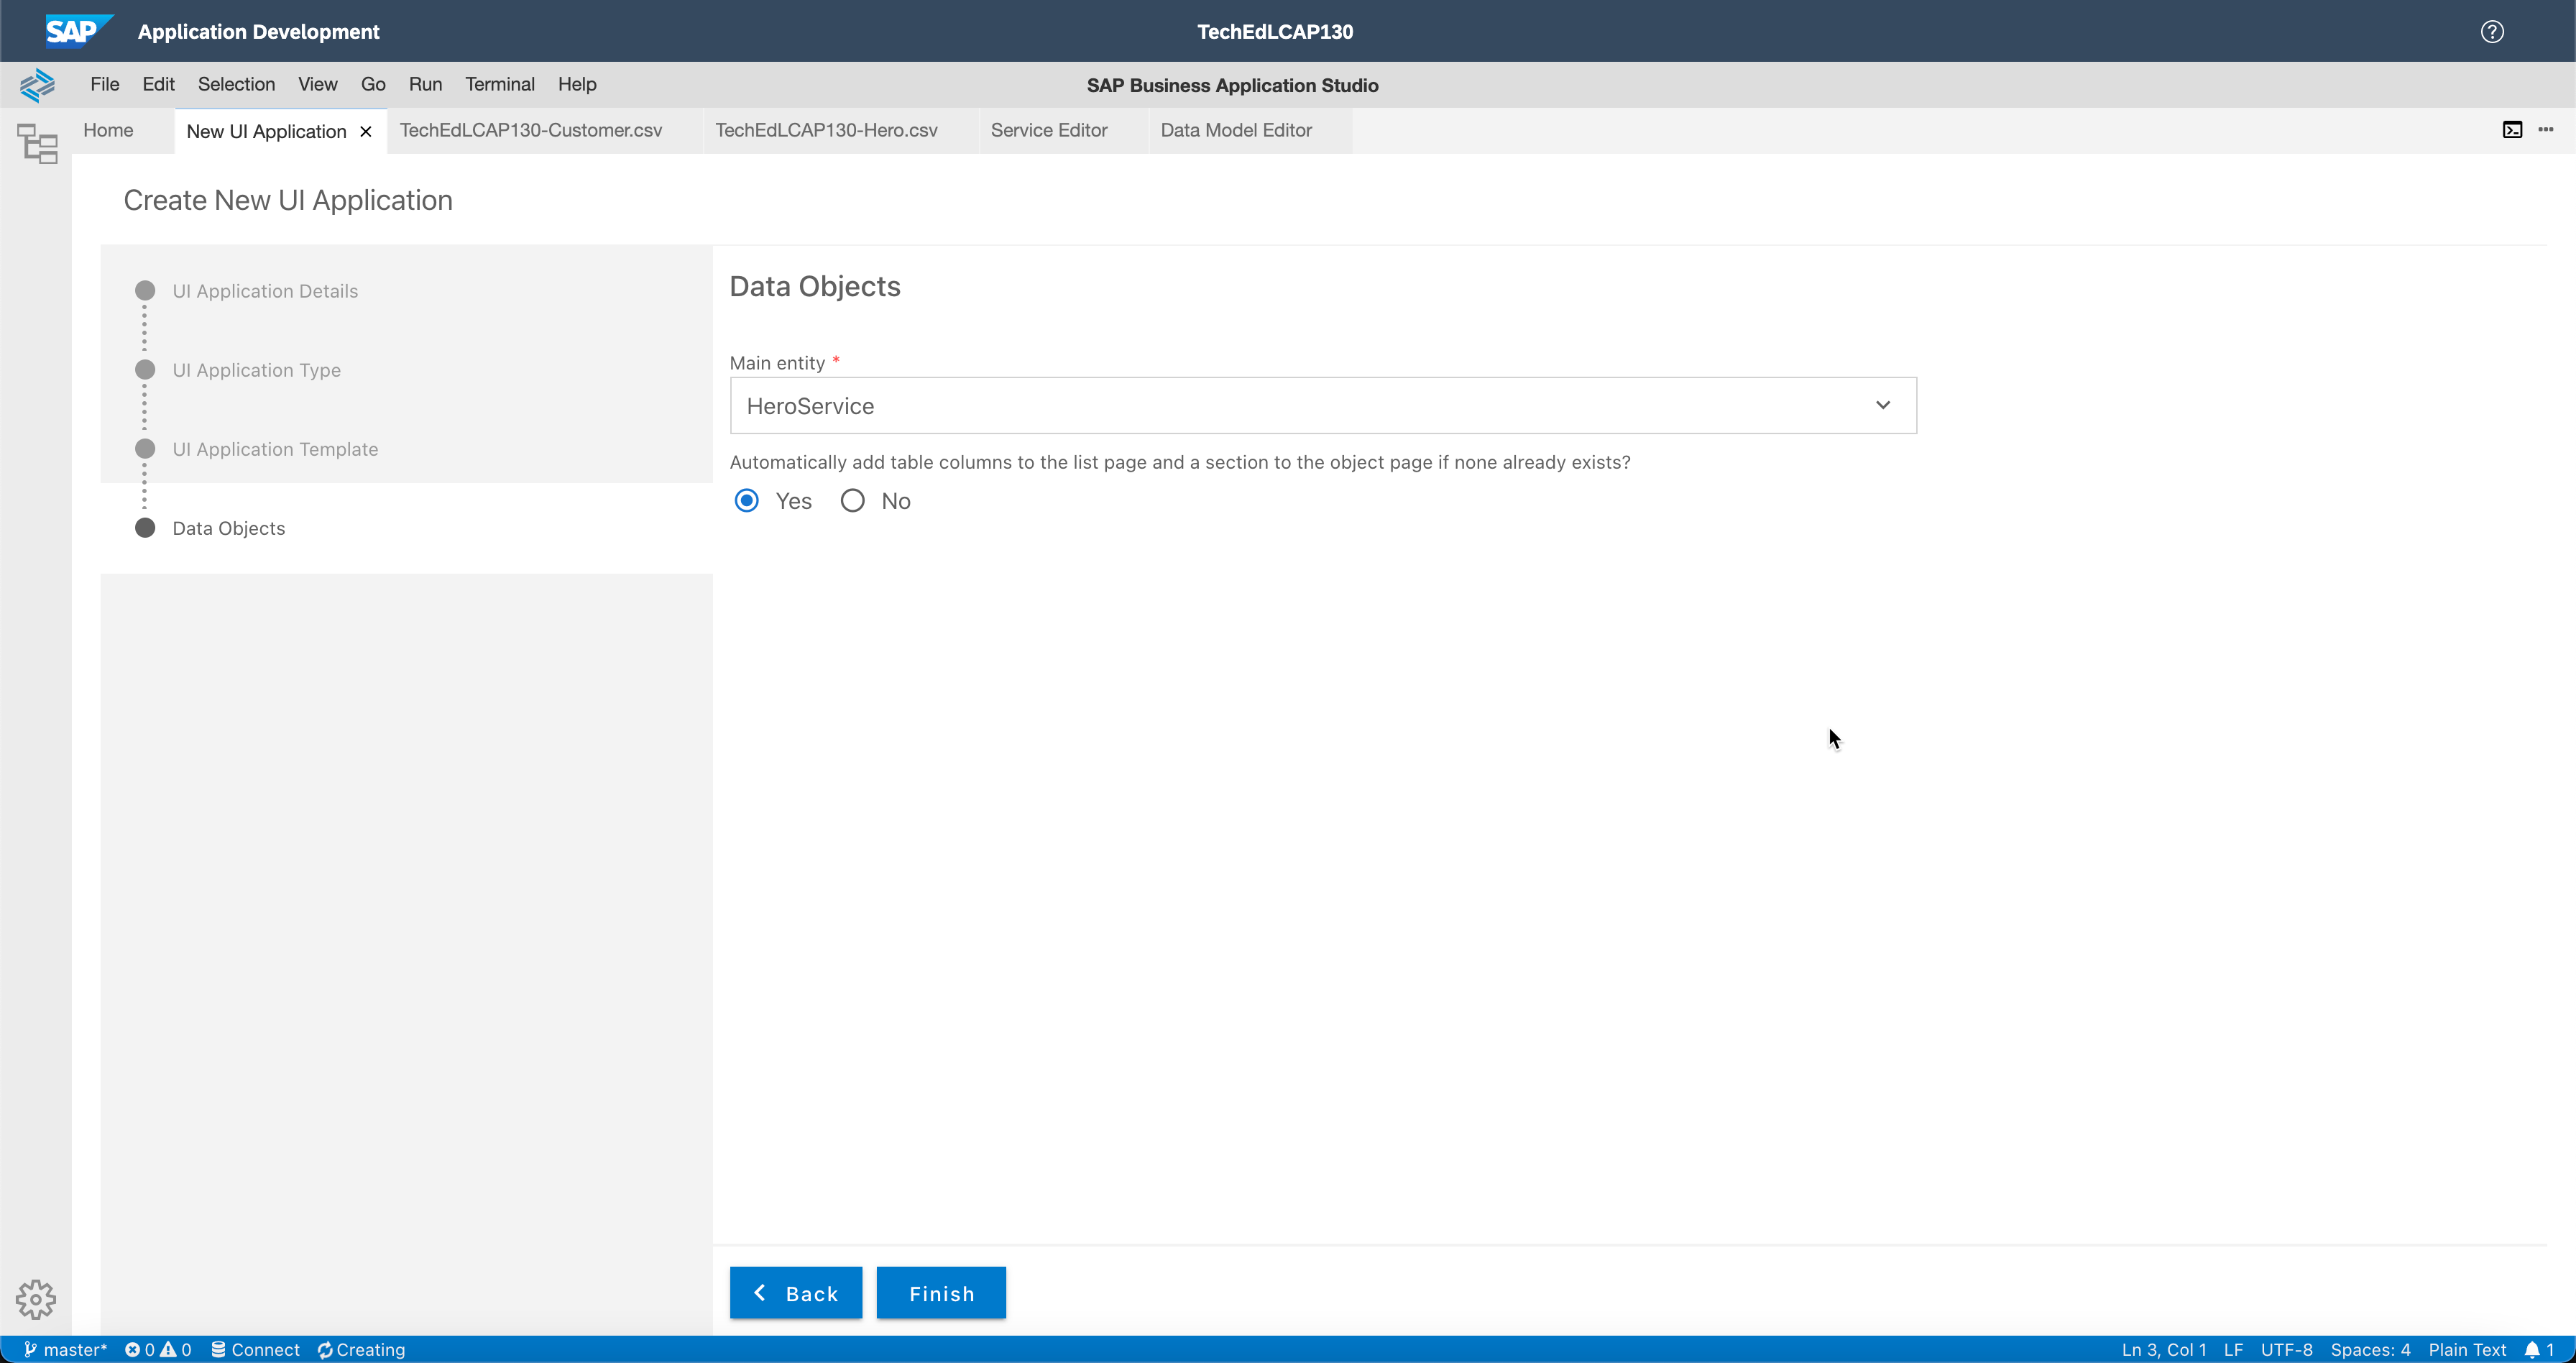 SAP Application Development TechEdLCAP130
File Edit Selection View Go Run Terminal Help SAP Business Application Studio
Home New UI Application TechEdLCAP130-Customer.csv TechEdLCAP130-Hero.csv Service Editor Data Model Editor
Create New UI Application
UI Application Details
UI Application Type
UI Application Template
Data Objects
Data Objects
Main entity *
HeroService
Automatically add table columns to the list page and a section to the object page if none already exists?
Yes No
Back Finish
master* 0 0 Connect Creating Ln 3, Col 1 LF UTF-8 Spaces: 4 Plain Text 1